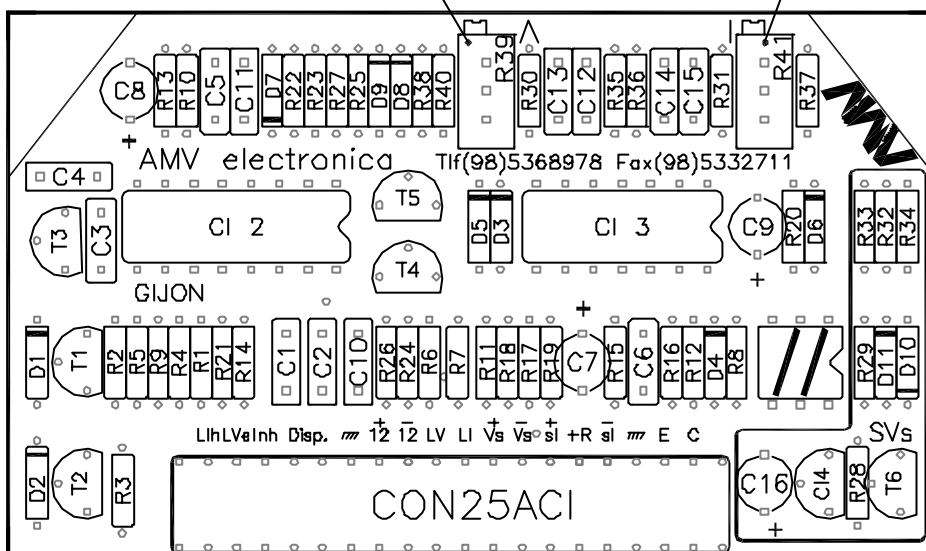 C8 R13 R10 C5 C11 D7 R22 R23 R27 R25 D9 D8 R38 R40 R39 R30 C13 C12 R35 R36 C14 C15 R31 R41 R37
AMV electronica Tlf(98)5368978 Fax(98)5332711
C4
T3 C3 CI 2 T5 D5 D3 CI 3 C9 R20 D6 R33 R32 R34
T4
GIJON
D1 T1 R2 R5 R9 R4 R1 R21 R14 C1 C2 C10 R26 R24 R6 R7 R11 R18 R17 R19 C7 R15 C6 R16 R12 D4 R8 R29 D11 D10
Disp. +12 -12 LV LI +Vs -Vs +sI +R -sI E C SVs
D2 T2 R3 CON25ACI C16 CI4 R28 T6